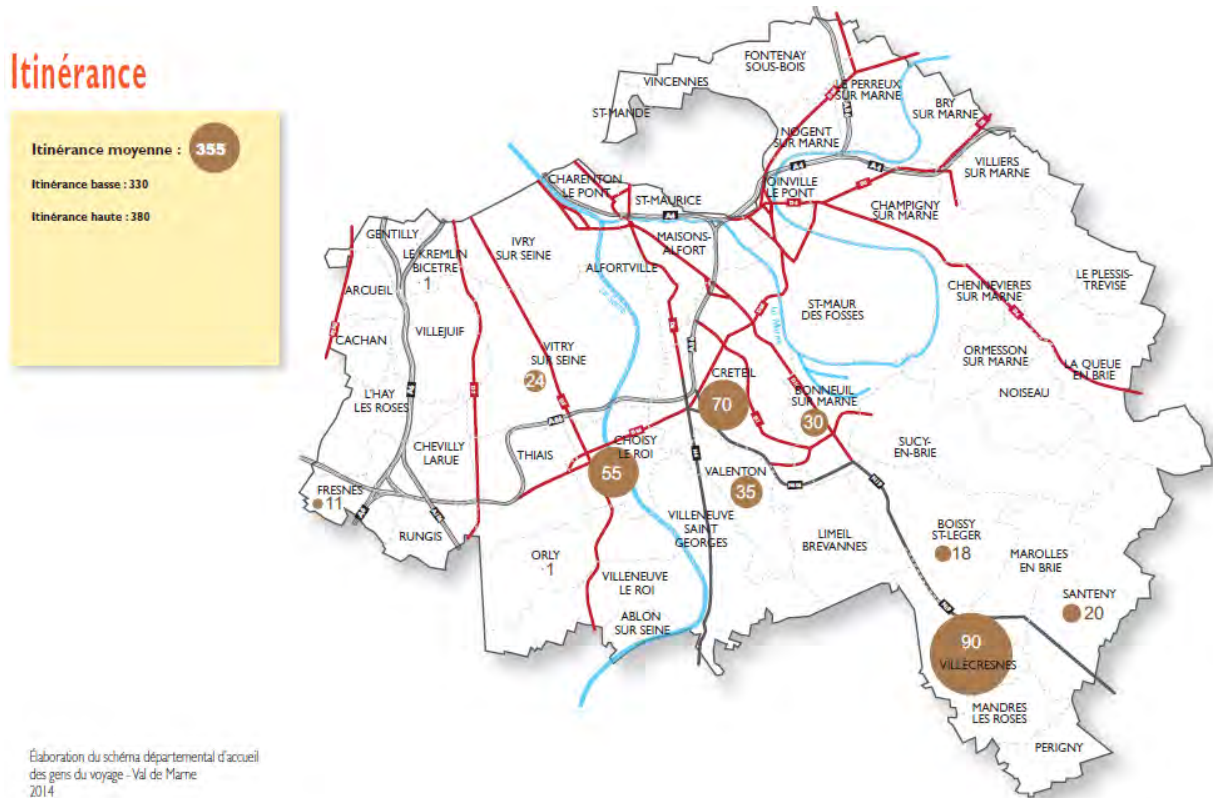 Itinérance
Itinérance moyenne : 355
Itinérance basse : 330
Itinérance haute : 380
FONTENAY
SOUS-BOIS
VINCENNES
LE PERREUX
SUR MARNE
ST-MANDE
BRY
SUR MARNE
NOGENT
SUR MARNE
VILLIERS
SUR MARNE
CHARENTON
LE PONT
JOINVILLE
LE PONT
ST-MAURICE
CHAMPIGNY
SUR MARNE
GENTILLY
IVRY
SUR SEINE
MAISONS-
ALFORT
LE KREMLIN
BICETRE
1
ALFORTVILLE
LE PLESSIS-
TREVISE
ARCUEIL
CHENNEVIERES
SUR MARNE
ST-MAUR
DES FOSSES
CACHAN
VILLEJUIF
VITRY
SUR SEINE
24
ORMESSON
SUR MARNE
LA QUEUE
EN BRIE
CRETEIL
70
BONNEUIL
SUR MARNE
30
NOISEAU
L'HAY
LES ROSES
CHEVILLY
LARUE
THIAIS
CHOISY
LE ROI
55
SUCY-
EN-BRIE
VALENTON
35
FRESNES
11
RUNGIS
VILLENEUVE
SAINT
GEORGES
LIMEIL
BREVANNES
BOISSY
ST-LEGER
18
MAROLLES
EN BRIE
ORLY
1
VILLENEUVE
LE ROI
SANTENY
20
ABLON
SUR SEINE
90
VILLECRESNES
MANDRES
LES ROSES
PERIGNY
Élaboration du schéma départemental d'accueil
des gens du voyage - Val de Marne
2014